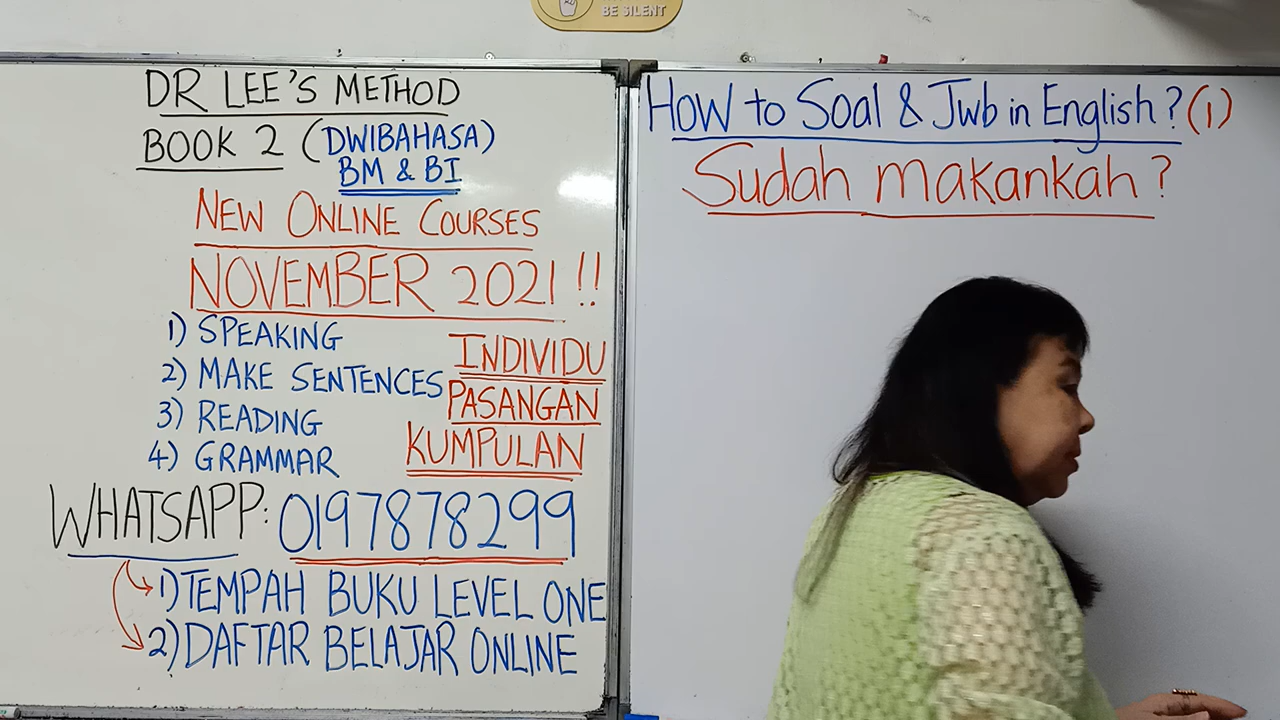 BE SILENT
DR LEE'S METHOD
BOOK 2 (DWIBAHASA)
BM & BI
NEW ONLINE COURSES
NOVEMBER 2021 !!
1) SPEAKING
2) MAKE SENTENCES
3) READING
4) GRAMMAR
INDIVIDU
PASANGAN
KUMPULAN
WHATSAPP: 0197878299
1) TEMPAH BUKU LEVEL ONE
2) DAFTAR BELAJAR ONLINE
HOW to SOAL & JWb in ENglish ? (1)
Sudah makankah ?